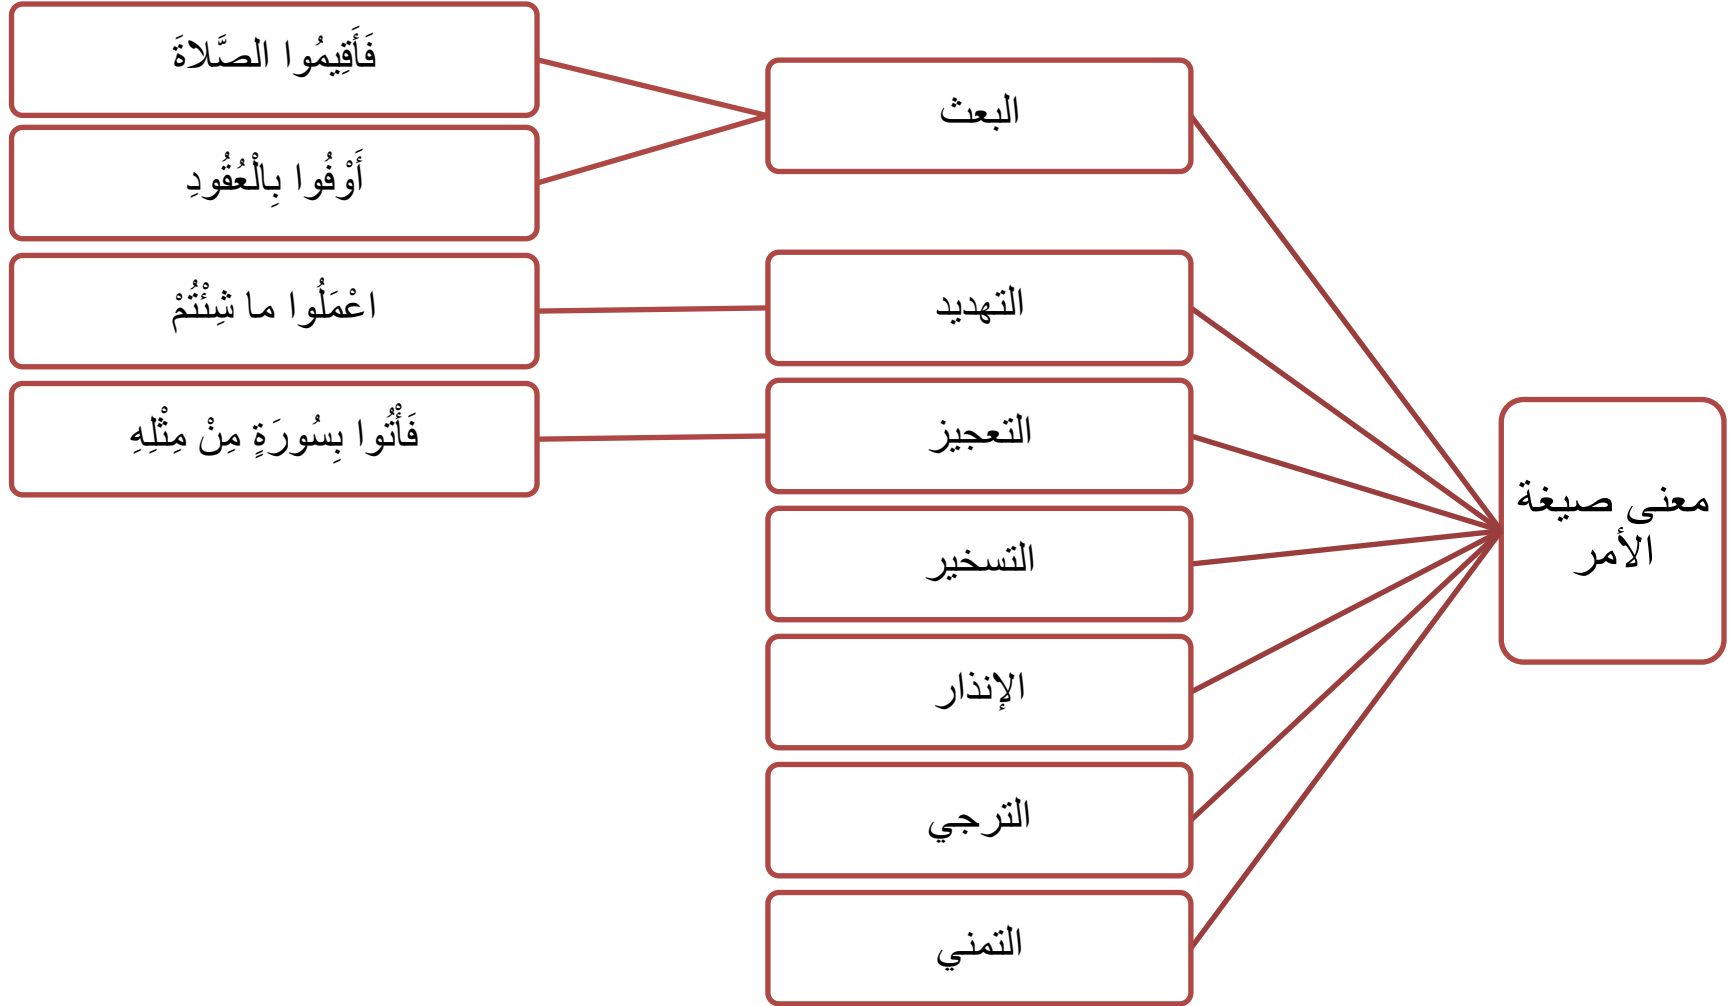 معنى صيغة
الأمر
البعث
فَأَقِيمُوا الصَّلاةَ
أَوْفُوا بِالْعُقُودِ
التهديد
اعْمَلُوا ما شِئْتُمْ
التعجيز
فَأْتُوا بِسُورَةٍ مِنْ مِثْلِهِ
التسخير
الإنذار
الترجي
التمني